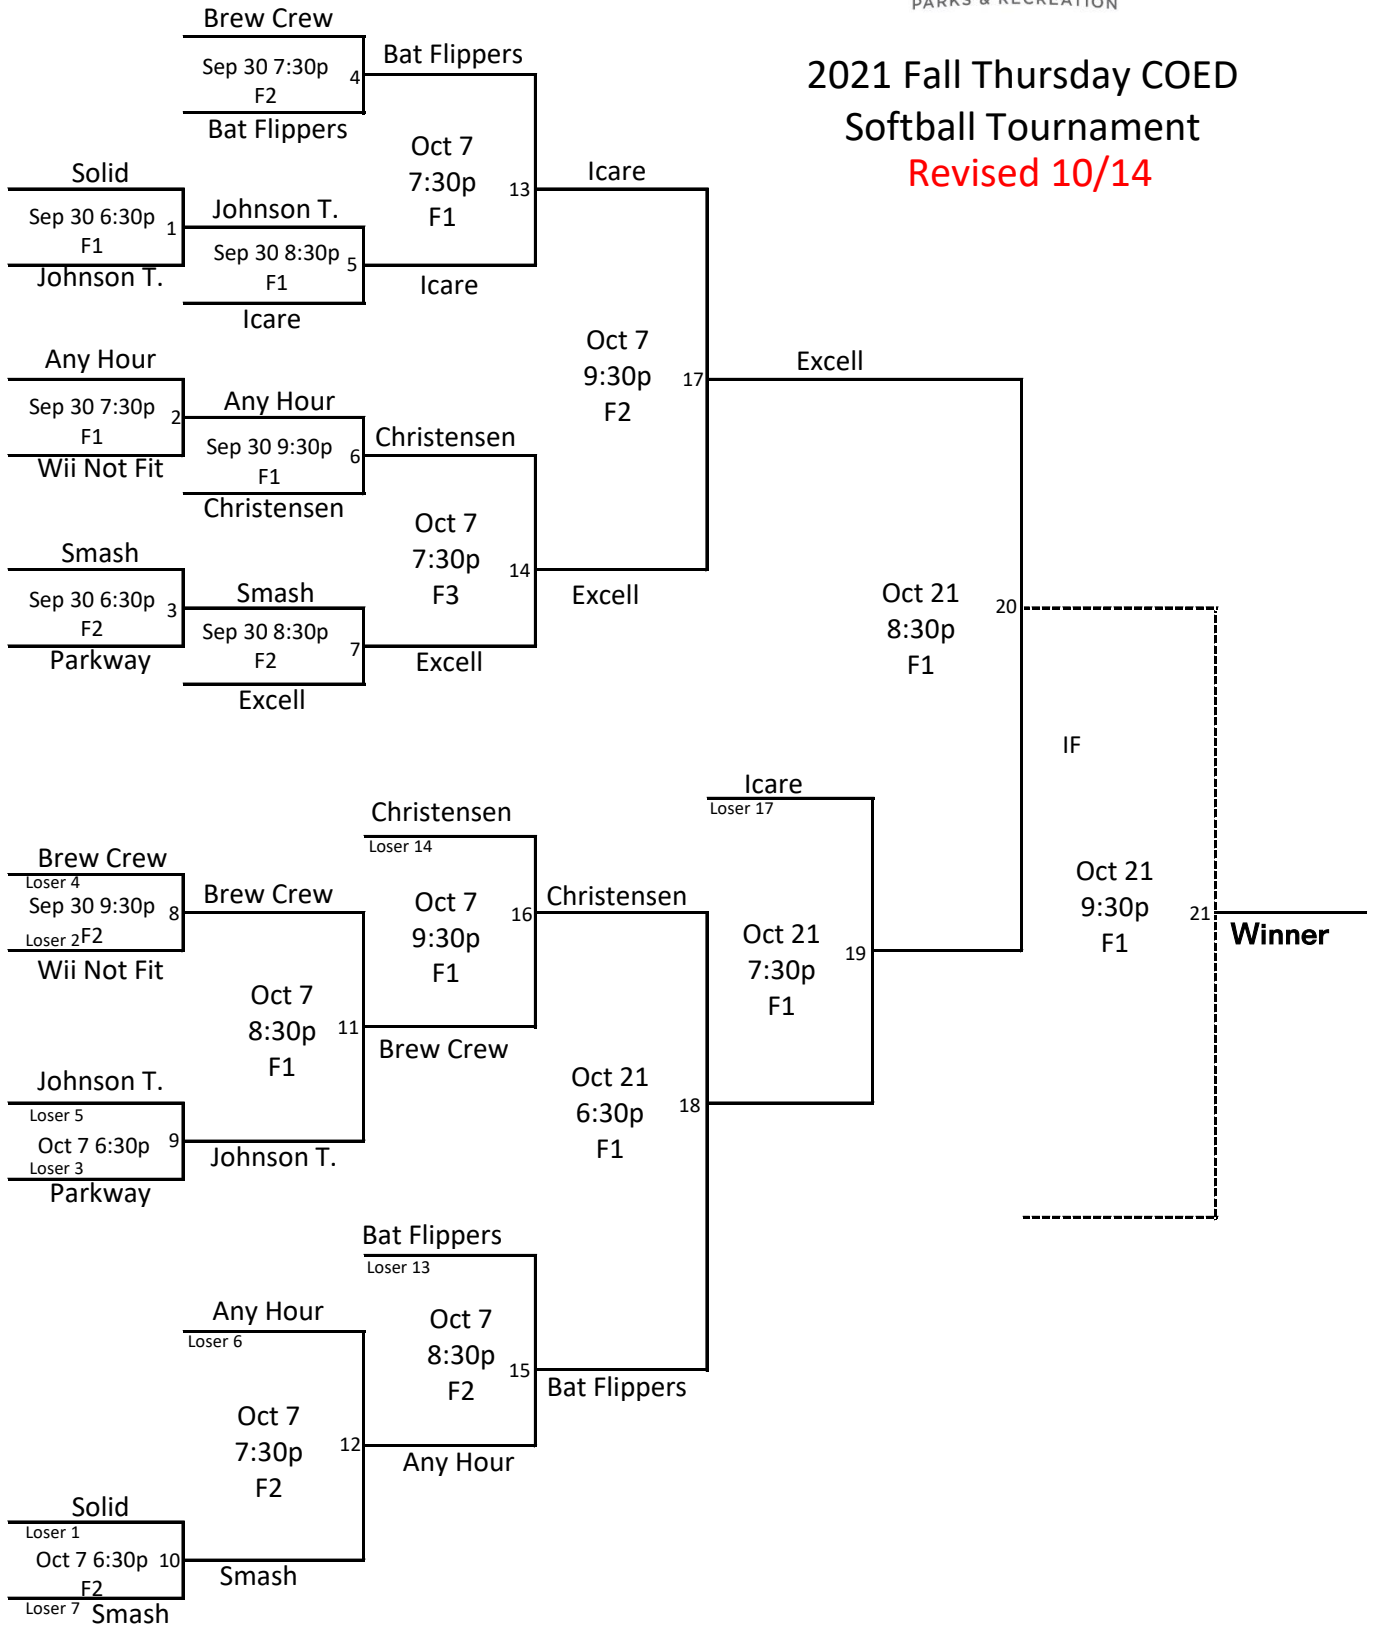 PARKS & RECREATION
2021 Fall Thursday COED
Softball Tournament
Revised 10/14
Brew Crew
Sep 30 7:30p
4
F2
Bat Flippers
Bat Flippers
Oct 7
7:30p
13
F1
Solid
Sep 30 6:30p
1
F1
Johnson T.
Johnson T.
Sep 30 8:30p
5
F1
Icare
Icare
Icare
Oct 7
9:30p
17
F2
Any Hour
Sep 30 7:30p
2
F1
Wii Not Fit
Any Hour
Sep 30 9:30p
6
F1
Christensen
Christensen
Oct 7
7:30p
14
F3
Smash
Sep 30 6:30p
3
F2
Parkway
Smash
Sep 30 8:30p
7
F2
Excell
Excell
Excell
Excell
Oct 21
8:30p
20
F1
IF
Oct 21
9:30p
21
F1
Winner
Icare
Loser 17
Oct 21
7:30p
19
F1
Christensen
Loser 14
Oct 7
9:30p
16
F1
Brew Crew
Loser 4
Sep 30 9:30p
8
Loser 2
F2
Wii Not Fit
Brew Crew
Oct 7
8:30p
11
F1
Brew Crew
Christensen
Oct 21
6:30p
18
F1
Johnson T.
Loser 5
Oct 7 6:30p
9
Loser 3
Parkway
Johnson T.
Bat Flippers
Loser 13
Oct 7
8:30p
15
F2
Bat Flippers
Any Hour
Loser 6
Oct 7
7:30p
12
F2
Any Hour
Solid
Loser 1
Oct 7 6:30p
10
F2
Loser 7
Smash
Smash